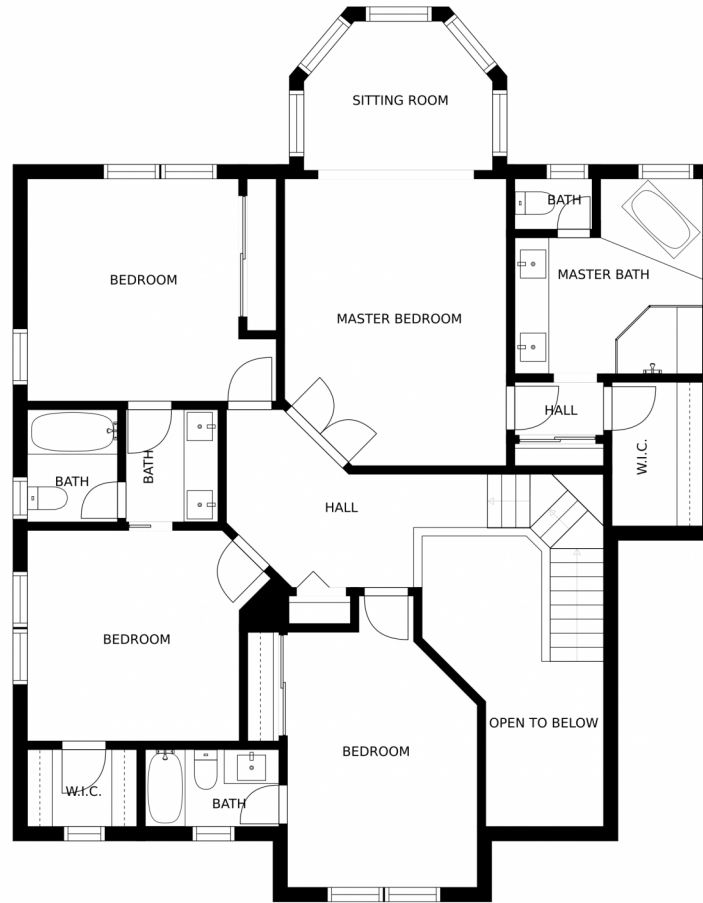 SITTING ROOM
BATH
MASTER BATH
BEDROOM
MASTER BEDROOM
HALL
W.I.C.
BATH
BATH
HALL
BEDROOM
OPEN TO BELOW
BEDROOM
W.I.C.
BATH